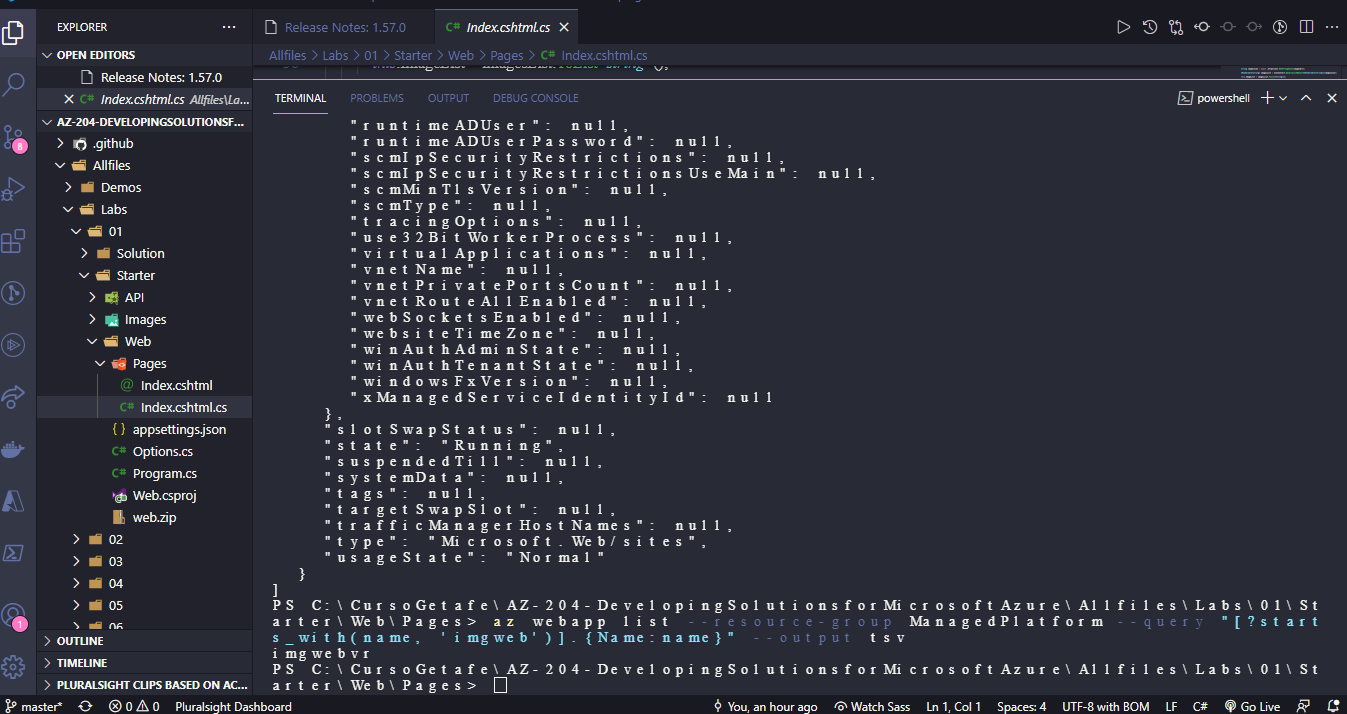 EXPLORER
Release Notes: 1.57.0
C# Index.cshtml.cs
OPEN EDITORS
Release Notes: 1.57.0
C# Index.cshtml.cs Allfiles\La...
AZ-204-DEVELOPINGSOLUTIONSF...
.github
Allfiles
Demos
Labs
01
Solution
Starter
API
Images
Web
Pages
@ Index.cshtml
C# Index.cshtml.cs
{} appsettings.json
C# Options.cs
C# Program.cs
Web.csproj
web.zip
02
03
04
05
06
OUTLINE
TIMELINE
PLURALSIGHT CLIPS BASED ON AC...
8
1
Allfiles > Labs > 01 > Starter > Web > Pages > C# Index.cshtml.cs
TERMINAL PROBLEMS OUTPUT DEBUG CONSOLE
powershell
"runtimeADUser": null,
"runtimeADUserPassword": null,
"scmIpSecurityRestrictions": null,
"scmIpSecurityRestrictionsUseMain": null,
"scmMinTlsVersion": null,
"scmType": null,
"tracingOptions": null,
"use32BitWorkerProcess": null,
"virtualApplications": null,
"vnetName": null,
"vnetPrivatePortsCount": null,
"vnetRouteAllEnabled": null,
"webSocketsEnabled": null,
"websiteTimeZone": null,
"winAuthAdminState": null,
"winAuthTenantState": null,
"windowsFxVersion": null,
"xManagedServiceIdentityId": null
},
"slotSwapStatus": null,
"state": "Running",
"suspendedTill": null,
"systemData": null,
"tags": null,
"targetSwapSlot": null,
"trafficManagerHostNames": null,
"type": "Microsoft.Web/sites",
"usageState": "Normal"
}
]
PS C:\CursoGetafe\AZ-204-DevelopingSolutionsforMicrosoftAzure\Allfiles\Labs\01\St
arter\Web\Pages> az webapp list --resource-group ManagedPlatform --query "[?start
s_with(name, 'imgweb')].{Name:name}" --output tsv
imgwebvr
PS C:\CursoGetafe\AZ-204-DevelopingSolutionsforMicrosoftAzure\Allfiles\Labs\01\St
arter\Web\Pages>
master* 0 0 Pluralsight Dashboard You, an hour ago Watch Sass Ln 1, Col 1 Spaces: 4 UTF-8 with BOM LF C# Go Live